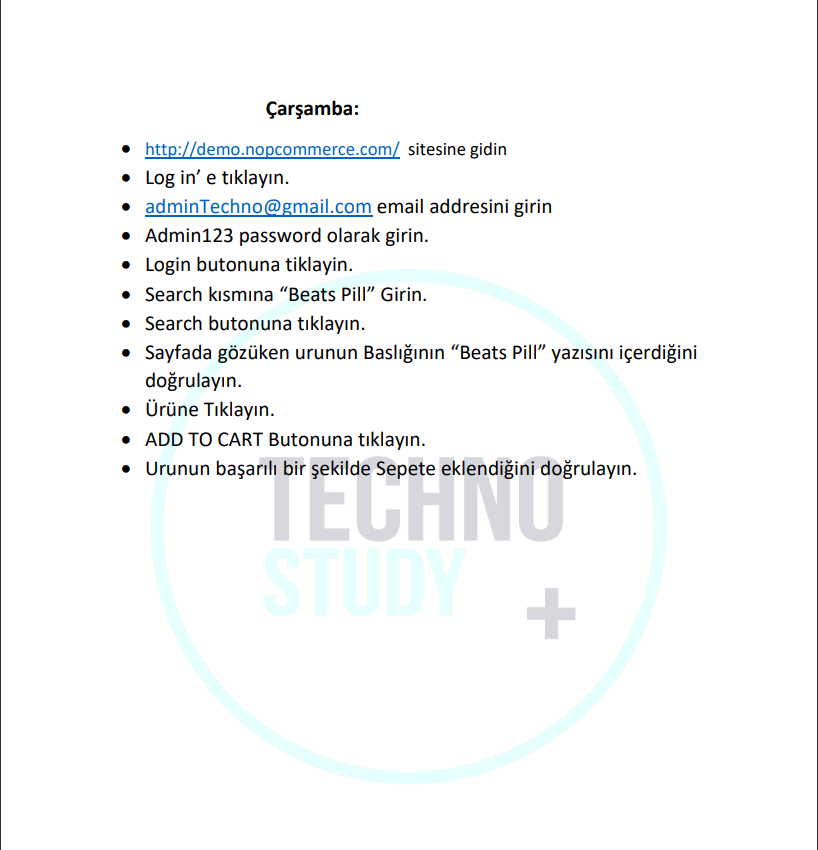 Çarşamba:
http://demo.nopcommerce.com/ sitesine gidin
Log in’ e tıklayın.
adminTechno@gmail.com email addresini girin
Admin123 password olarak girin.
Login butonuna tiklayin.
Search kısmına “Beats Pill” Girin.
Search butonuna tıklayın.
Sayfada gözüken urunun Baslığının “Beats Pill” yazısını içerdiğini
doğrulayın.
Ürüne Tıklayın.
ADD TO CART Butonuna tıklayın.
Urunun başarılı bir şekilde Sepete eklendiğini doğrulayın.
TECHNO
STUDY
+